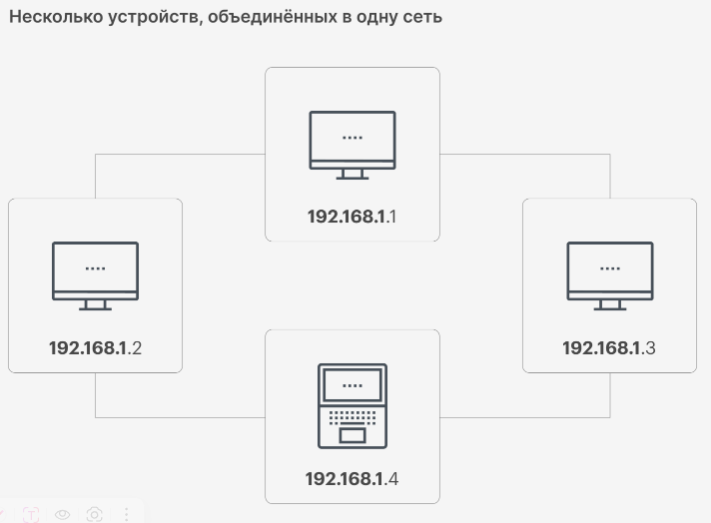 Несколько устройств, объединённых в одну сеть
192.168.1.1
192.168.1.2
192.168.1.3
192.168.1.4